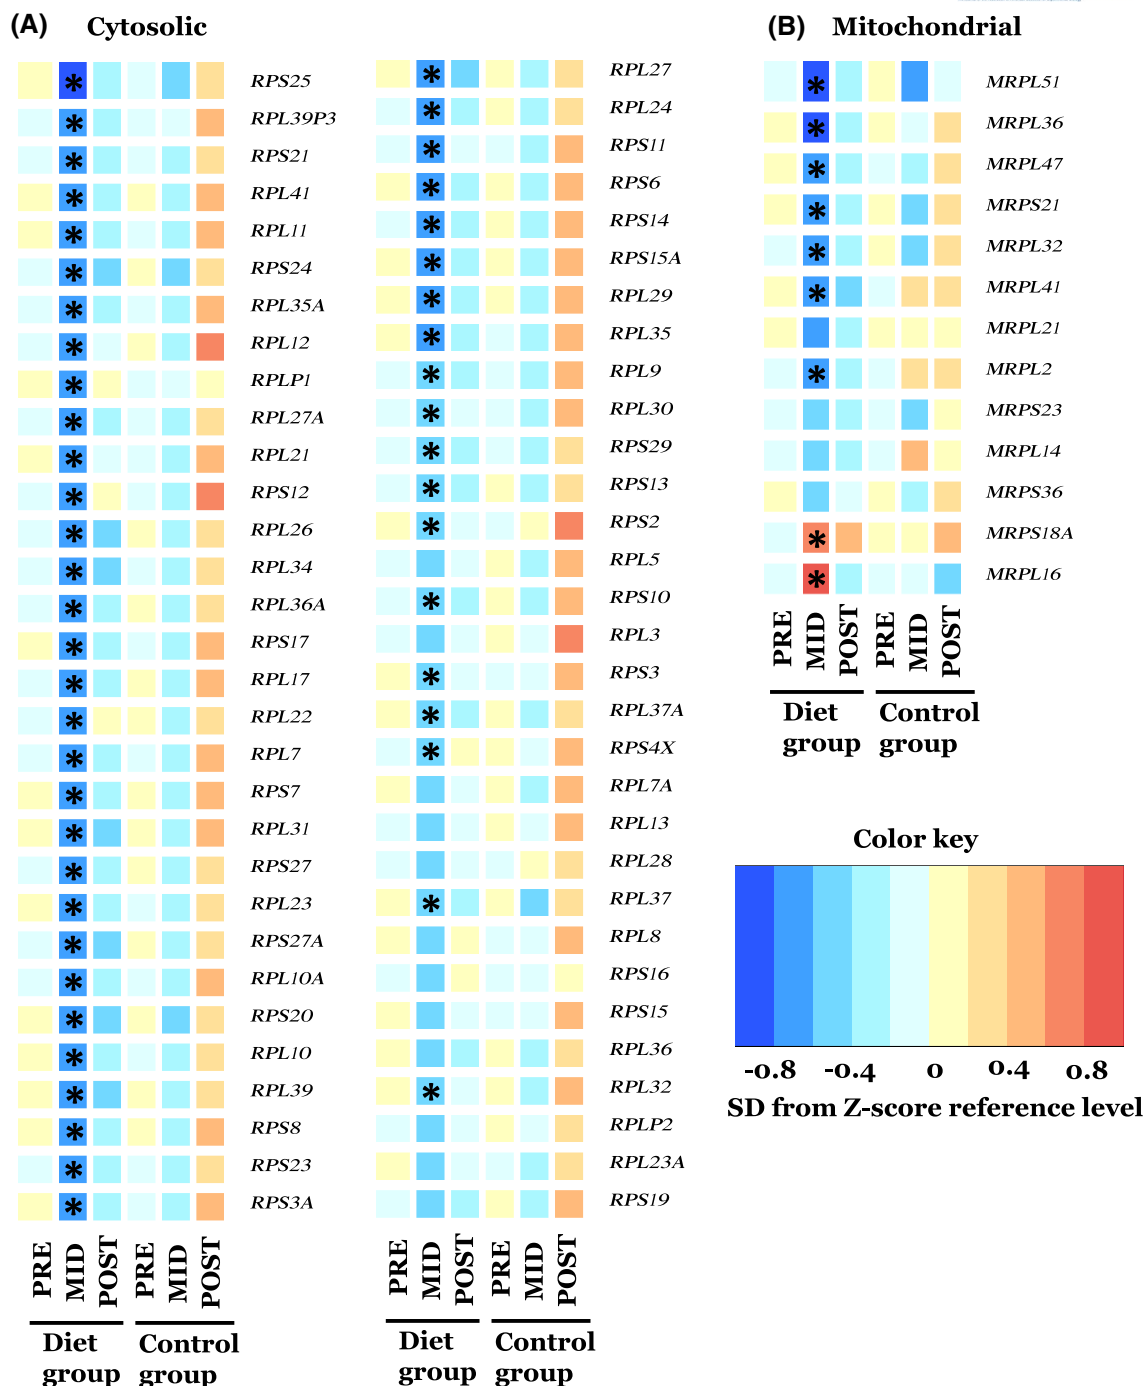 (A) Cytosolic
RPS25
RPL39P3
RPS21
RPL41
RPL11
RPS24
RPL35A
RPL12
RPLP1
RPL27A
RPL21
RPS12
RPL26
RPL34
RPL36A
RPS17
RPL17
RPL22
RPL7
RPS7
RPL31
RPS27
RPL23
RPS27A
RPL10A
RPS20
RPL10
RPL39
RPS8
RPS23
RPS3A
PRE MID POST PRE MID POST
Diet group
Control group
RPL27
RPL24
RPS11
RPS6
RPS14
RPS15A
RPL29
RPL35
RPL9
RPL30
RPS29
RPS13
RPS2
RPL5
RPS10
RPL3
RPS3
RPL37A
RPS4X
RPL7A
RPL13
RPL28
RPL37
RPL8
RPS16
RPS15
RPL36
RPL32
RPLP2
RPL23A
RPS19
PRE MID POST PRE MID POST
Diet group
Control group
(B) Mitochondrial
MRPL51
MRPL36
MRPL47
MRPS21
MRPL32
MRPL41
MRPL21
MRPL2
MRPS23
MRPL14
MRPS36
MRPS18A
MRPL16
PRE MID POST PRE MID POST
Diet group
Control group
Color key
-0.8 -0.4 0 0.4 0.8
SD from Z-score reference level